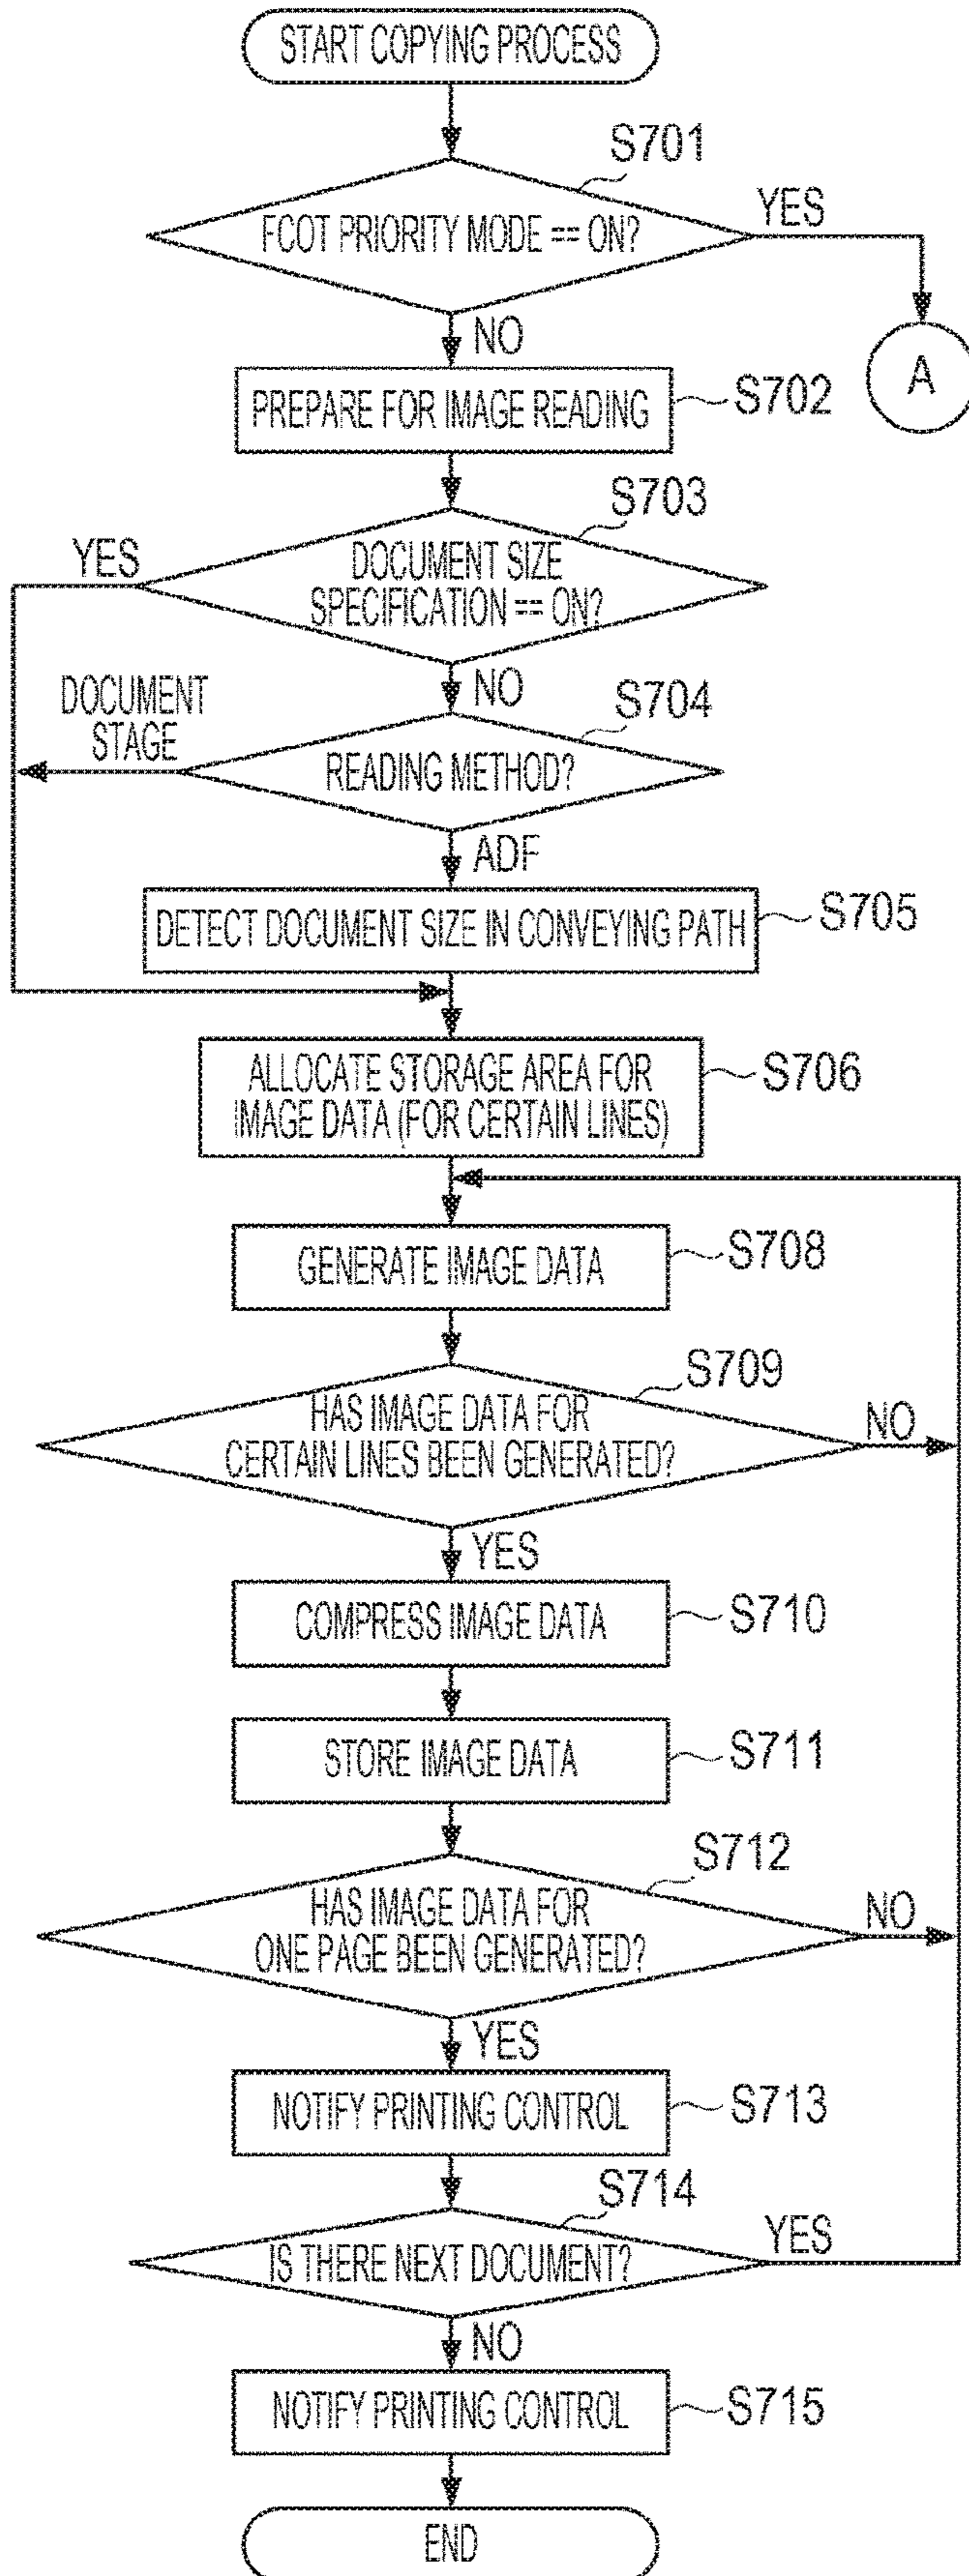 START COPYING PROCESS
S701
FCOT PRIORITY MODE == ON?
YES
A
NO
PREPARE FOR IMAGE READING
S702
S703
YES
DOCUMENT SIZE
SPECIFICATION == ON?
NO
DOCUMENT
STAGE
S704
READING METHOD?
ADF
DETECT DOCUMENT SIZE IN CONVEYING PATH
S705
ALLOCATE STORAGE AREA FOR
IMAGE DATA (FOR CERTAIN LINES)
S706
GENERATE IMAGE DATA
S708
S709
HAS IMAGE DATA FOR
CERTAIN LINES BEEN GENERATED?
NO
YES
COMPRESS IMAGE DATA
S710
STORE IMAGE DATA
S711
S712
HAS IMAGE DATA FOR
ONE PAGE BEEN GENERATED?
NO
YES
NOTIFY PRINTING CONTROL
S713
S714
IS THERE NEXT DOCUMENT?
YES
NO
NOTIFY PRINTING CONTROL
S715
END